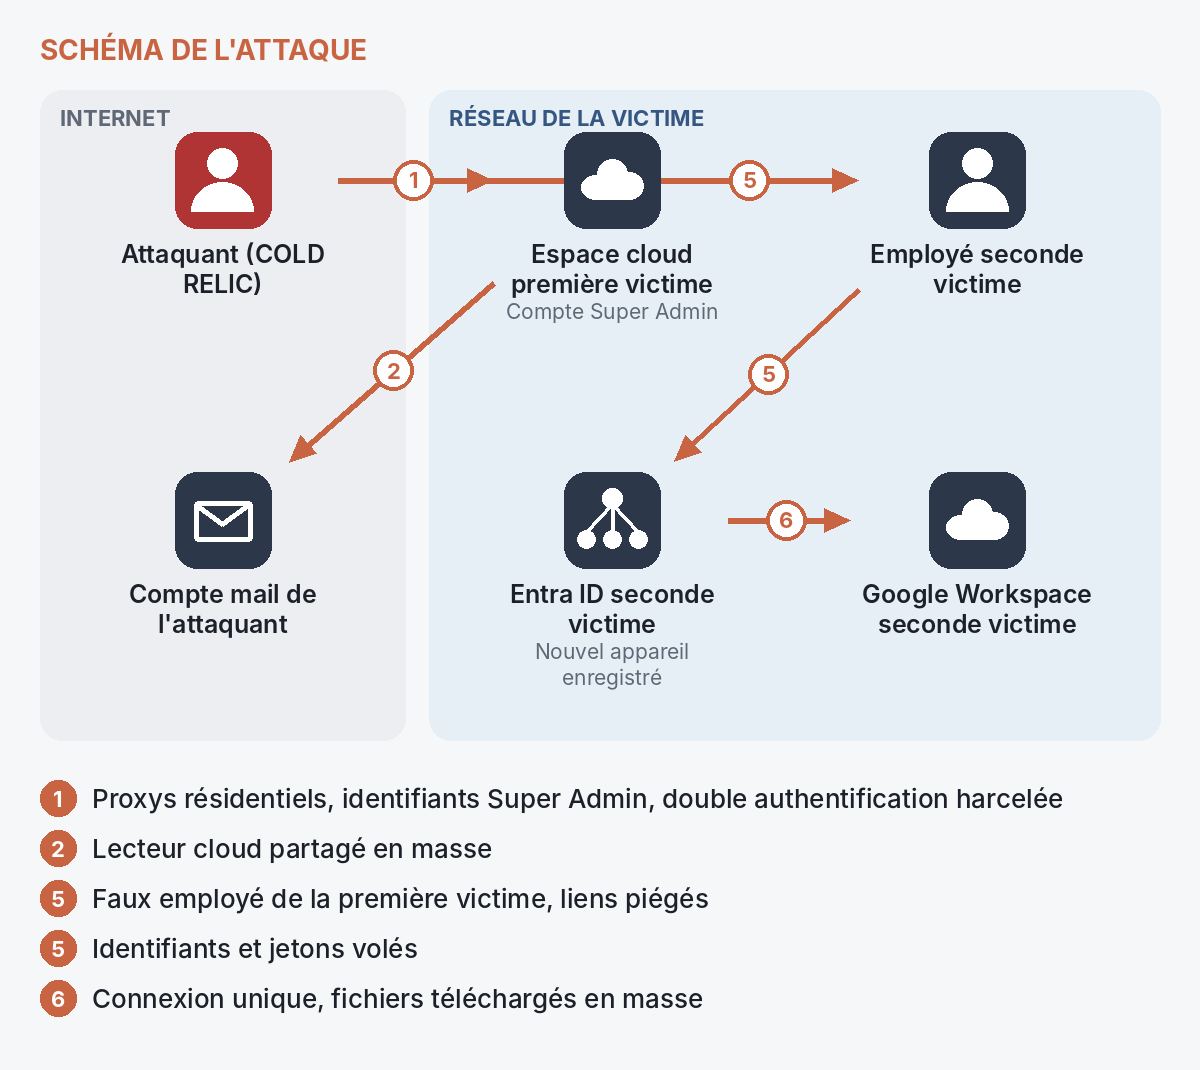 SCHÉMA DE L'ATTAQUE
INTERNET
RÉSEAU DE LA VICTIME
1
5
Attaquant (COLD
RELIC)
Espace cloud
première victime
Compte Super Admin
Employé seconde
victime
2
5
6
Compte mail de
l'attaquant
Entra ID seconde
victime
Nouvel appareil
enregistré
Google Workspace
seconde victime
1 Proxys résidentiels, identifiants Super Admin, double authentification harcelée
2 Lecteur cloud partagé en masse
5 Faux employé de la première victime, liens piégés
5 Identifiants et jetons volés
6 Connexion unique, fichiers téléchargés en masse